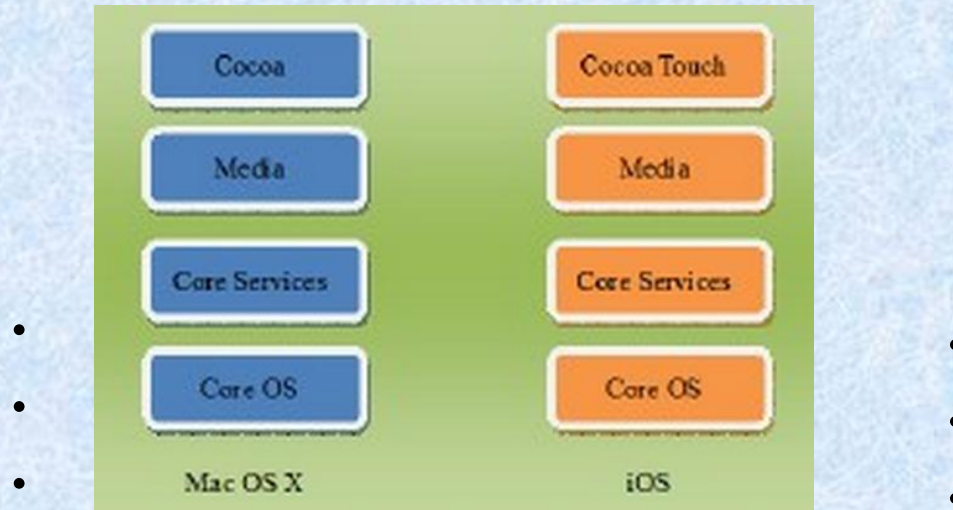 Cocoa
Media
Core Services
Core OS
Mac OS X
Cocoa Touch
Media
Core Services
Core OS
iOS